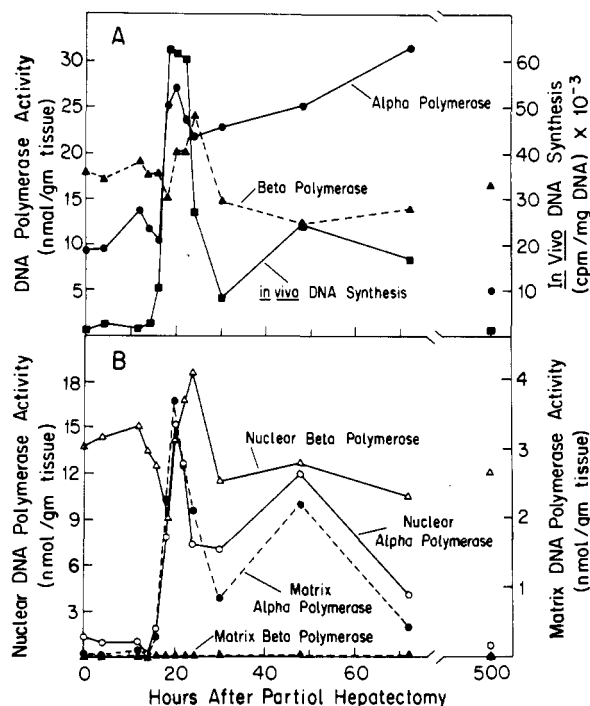 A
DNA Polymerase Activity
(nmol/gm tissue)
30
25
20
15
10
5
Alpha Polymerase
Beta Polymerase
in vivo DNA Synthesis
60
50
40
30
20
10
In Vivo DNA Synthesis
(cpm/mg DNA) × 10⁻³
B
Nuclear DNA Polymerase Activity
(nmol/gm tissue)
18
15
12
9
6
3
Nuclear Beta Polymerase
Nuclear
Alpha Polymerase
Matrix
Alpha Polymerase
Matrix Beta Polymerase
4
3
2
1
Matrix DNA Polymerase Activity
(nmol/gm tissue)
0 20 40 60 500
Hours After Partial Hepatectomy